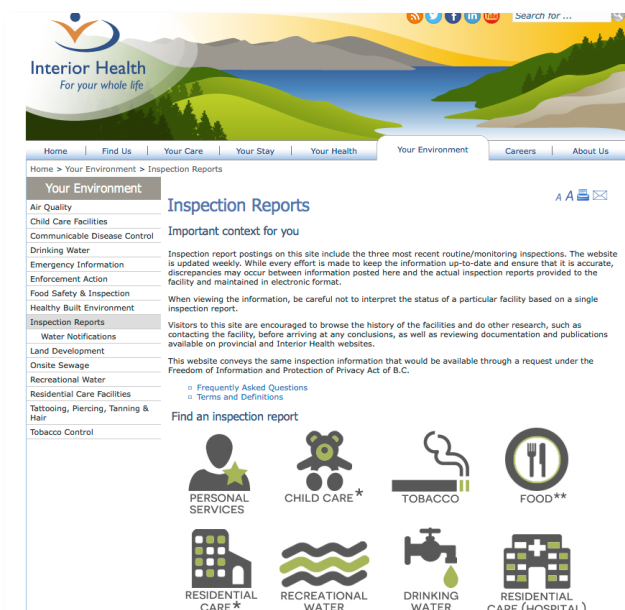 Search for ...
Interior Health
For your whole life
Home
Find Us
Your Care
Your Stay
Your Health
Your Environment
Careers
About Us
Home > Your Environment > Inspection Reports
Your Environment
Air Quality
Child Care Facilities
Communicable Disease Control
Drinking Water
Emergency Information
Enforcement Action
Food Safety & Inspection
Healthy Built Environment
Inspection Reports
Water Notifications
Land Development
Onsite Sewage
Recreational Water
Residential Care Facilities
Tattooing, Piercing, Tanning &
Hair
Tobacco Control
A A
Inspection Reports
Important context for you
Inspection report postings on this site include the three most recent routine/monitoring inspections. The website
is updated weekly. While every effort is made to keep the information up-to-date and ensure that it is accurate,
discrepancies may occur between information posted here and the actual inspection reports provided to the
facility and maintained in electronic format.
When viewing the information, be careful not to interpret the status of a particular facility based on a single
inspection report.
Visitors to this site are encouraged to browse the history of the facilities and do other research, such as
contacting the facility, before arriving at any conclusions, as well as reviewing documentation and publications
available on provincial and Interior Health websites.
This website conveys the same inspection information that would be available through a request under the
Freedom of Information and Protection of Privacy Act of B.C.
Frequently Asked Questions
Terms and Definitions
Find an inspection report
PERSONAL
SERVICES
CHILD CARE*
TOBACCO
FOOD**
RESIDENTIAL
CARE*
RECREATIONAL
WATER
DRINKING
WATER
RESIDENTIAL
CARE (HOSPITAL)